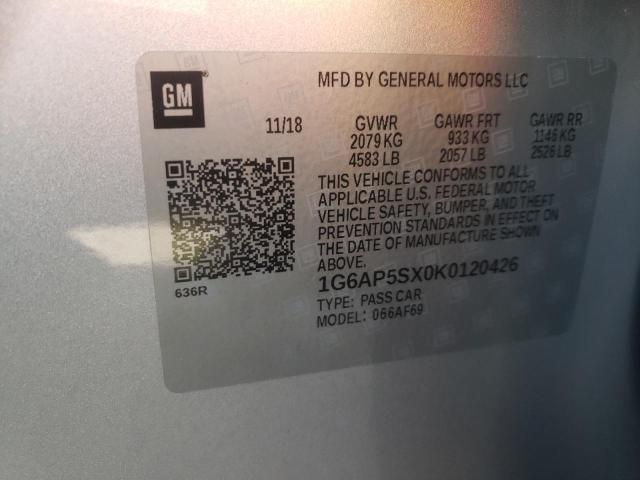 GM
MFD BY GENERAL MOTORS LLC
11/18 GVWR GAWR FRT GAWR RR
2079 KG 933 KG 1146 KG
4583 LB 2057 LB 2526 LB
THIS VEHICLE CONFORMS TO ALL
APPLICABLE U.S. FEDERAL MOTOR
VEHICLE SAFETY, BUMPER, AND THEFT
PREVENTION STANDARDS IN EFFECT ON
THE DATE OF MANUFACTURE SHOWN
ABOVE.
1G6AP5SX0K0120426
TYPE: PASS CAR
MODEL: 066AF69
636R